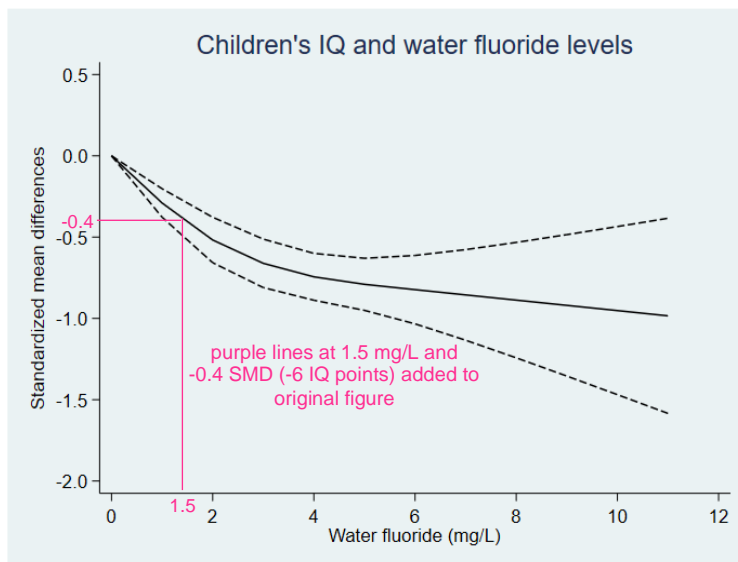 Children's IQ and water fluoride levels
Standardized mean differences
0.5
0.0
-0.4
-0.5
-1.0
-1.5
-2.0
purple lines at 1.5 mg/L and
-0.4 SMD (-6 IQ points) added to
original figure
1.5
0 2 4 6 8 10 12
Water fluoride (mg/L)